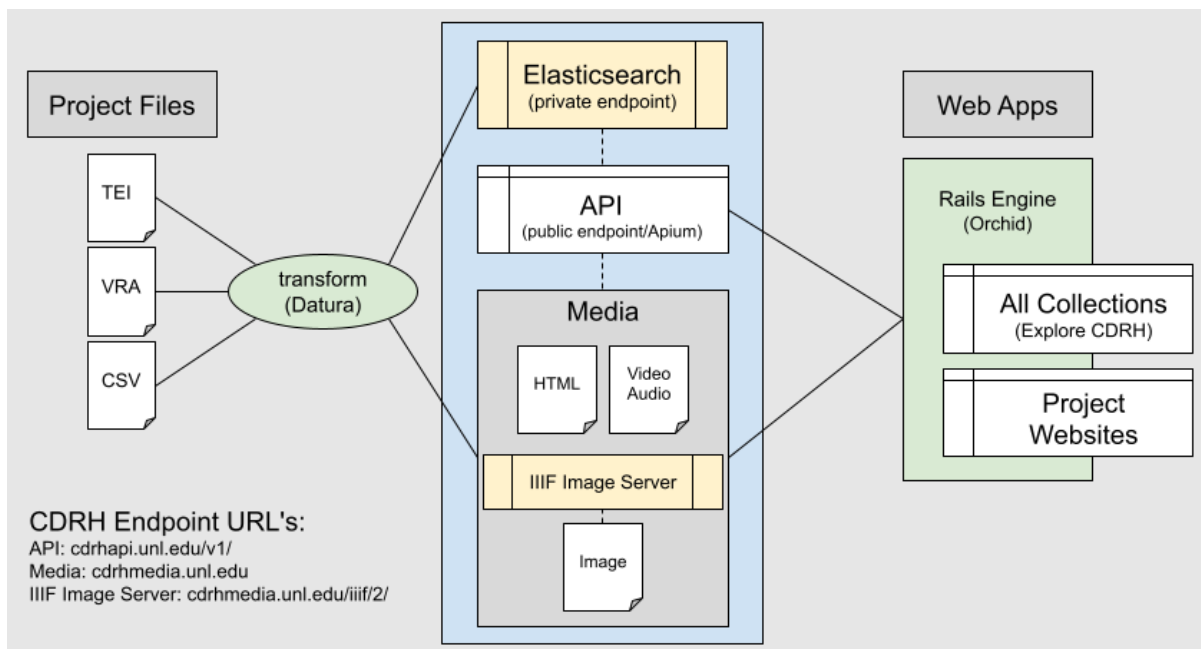 Project Files
TEI
VRA
CSV
transform
(Datura)
Elasticsearch
(private endpoint)
API
(public endpoint/Apium)
Media
HTML
Video
Audio
IIIF Image Server
Image
Web Apps
Rails Engine
(Orchid)
All Collections
(Explore CDRH)
Project
Websites
CDRH Endpoint URL's:
API: cdrhapi.unl.edu/v1/
Media: cdrhmedia.unl.edu
IIIF Image Server: cdrhmedia.unl.edu/iiif/2/